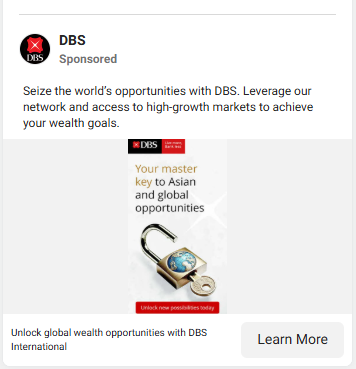 DBS
DBS
Sponsored
Seize the world's opportunities with DBS. Leverage our
network and access to high-growth markets to achieve
your wealth goals.
DBS
Your master
key to Asian
and global
opportunities
Unlock new possibilities today
Unlock global wealth opportunities with DBS
International
Learn More